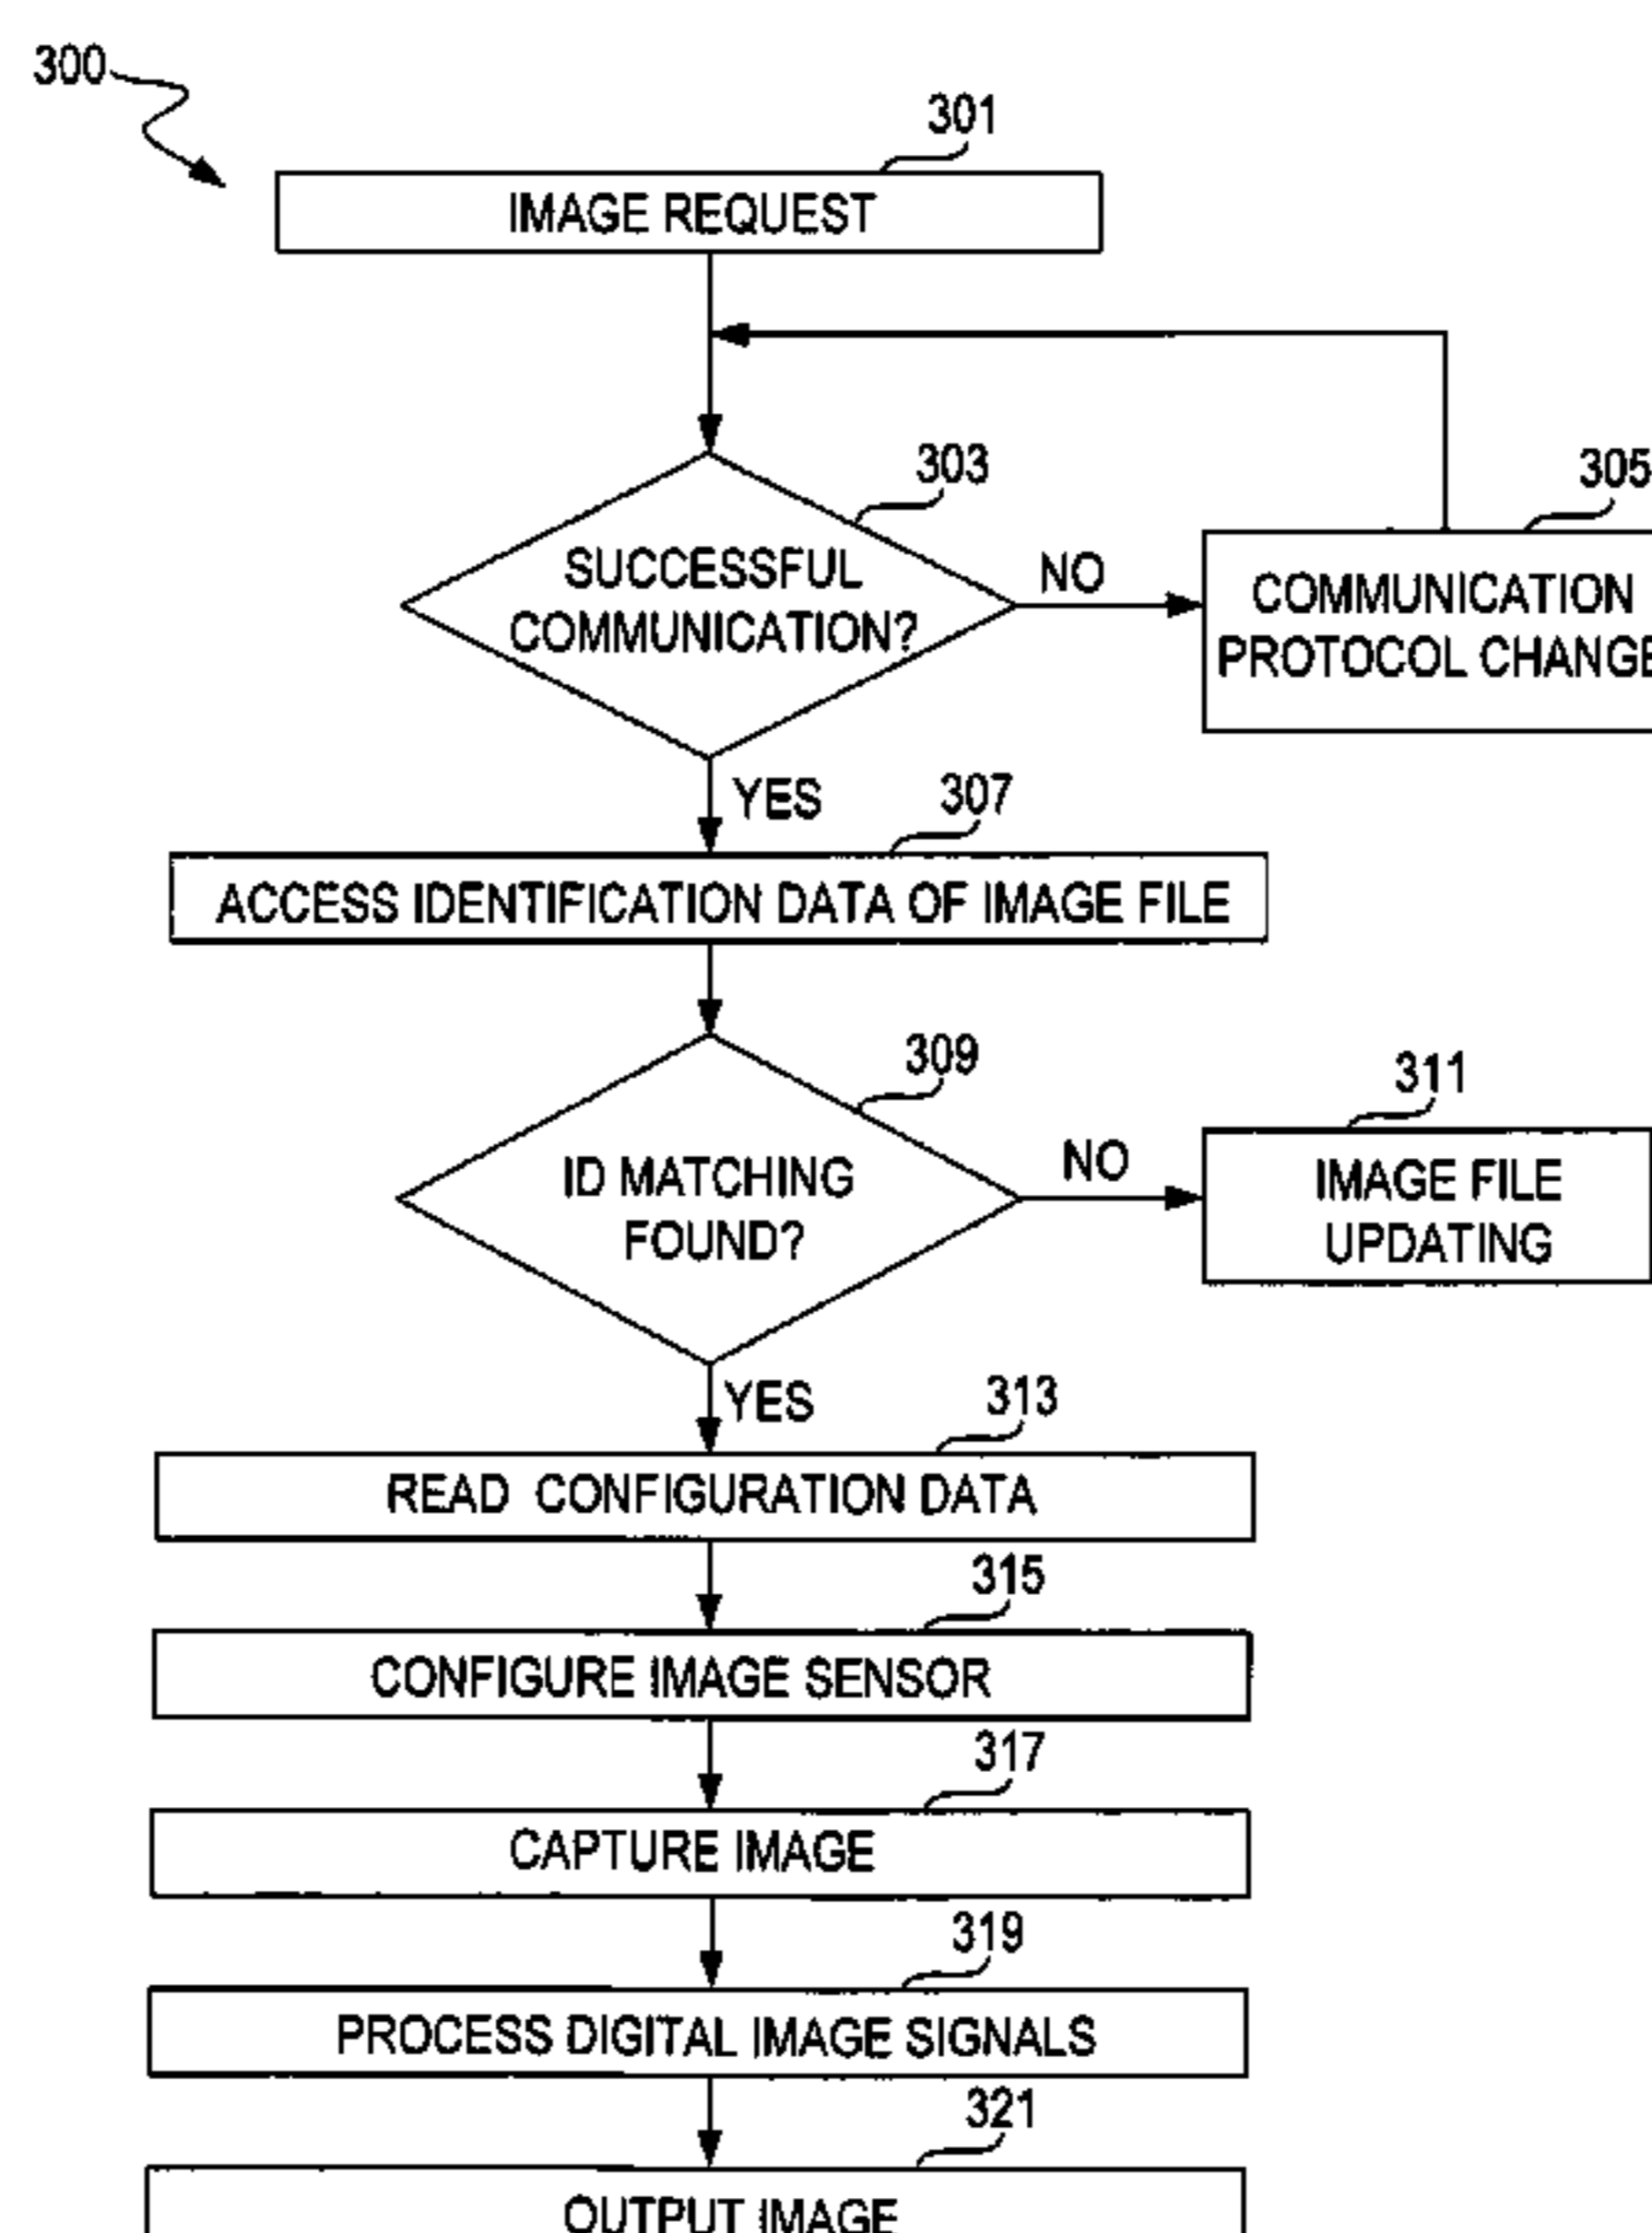 300
301
IMAGE REQUEST
303
SUCCESSFUL
COMMUNICATION?
NO
305
COMMUNICATION
PROTOCOL CHANGE
YES
307
ACCESS IDENTIFICATION DATA OF IMAGE FILE
309
ID MATCHING
FOUND?
NO
311
IMAGE FILE
UPDATING
YES
313
READ CONFIGURATION DATA
315
CONFIGURE IMAGE SENSOR
317
CAPTURE IMAGE
319
PROCESS DIGITAL IMAGE SIGNALS
321
OUTPUT IMAGE